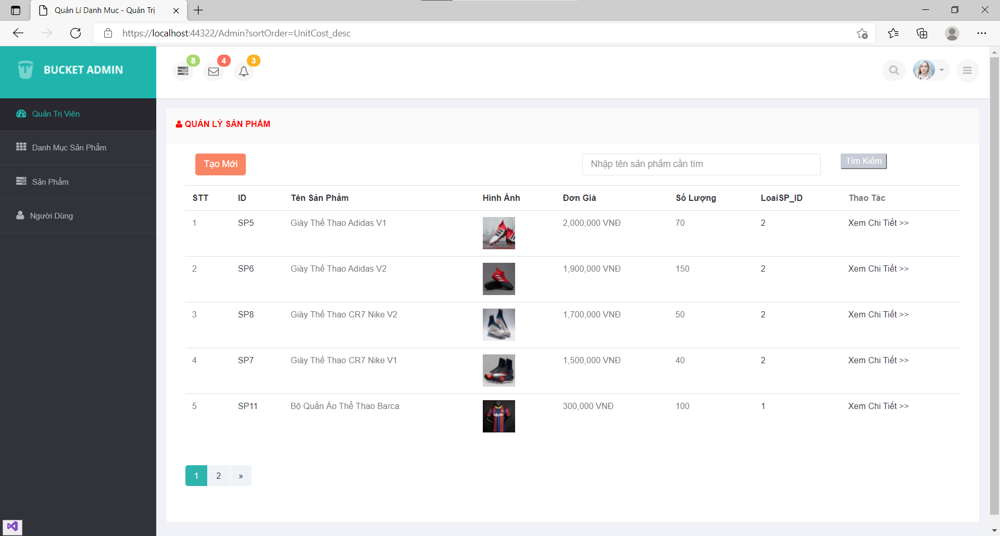 Quản Lí Danh Muc - Quản Trị
https://localhost:44322/Admin?sortOrder=UnitCost_desc
BUCKET ADMIN
8
4
3
Quản Trị Viên
Danh Mục Sản Phẩm
Sản Phẩm
Người Dùng
QUẢN LÝ SẢN PHẨM
Tạo Mới
Nhập tên sản phẩm cần tìm
Tìm Kiếm
STT ID Tên Sản Phẩm Hình Ảnh Đơn Giá Số Lượng LoaiSP_ID Thao Tác
1 SP5 Giày Thể Thao Adidas V1 2,000,000 VNĐ 70 2 Xem Chi Tiết >>
2 SP6 Giày Thể Thao Adidas V2 1,900,000 VNĐ 150 2 Xem Chi Tiết >>
3 SP8 Giày Thể Thao CR7 Nike V2 1,700,000 VNĐ 50 2 Xem Chi Tiết >>
4 SP7 Giày Thể Thao CR7 Nike V1 1,500,000 VNĐ 40 2 Xem Chi Tiết >>
5 SP11 Bộ Quần Áo Thể Thao Barca 300,000 VNĐ 100 1 Xem Chi Tiết >>
1 2 »